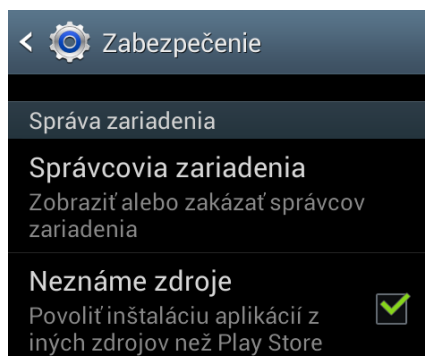 Zabezpečenie
Správa zariadenia
Správcovia zariadenia
Zobraziť alebo zakázať správcov
zariadenia
Neznáme zdroje
Povoliť inštaláciu aplikácií z
iných zdrojov než Play Store